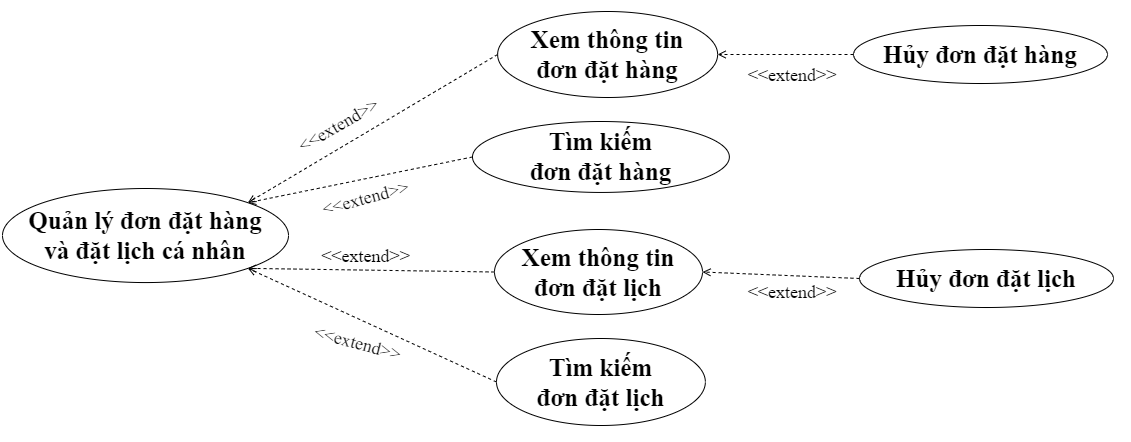 Xem thông tin
đơn đặt hàng
<<extend>>
Hủy đơn đặt hàng
<<extend>>
Tìm kiếm
đơn đặt hàng
<<extend>>
Quản lý đơn đặt hàng
và đặt lịch cá nhân
<<extend>>
Xem thông tin
đơn đặt lịch
<<extend>>
Hủy đơn đặt lịch
<<extend>>
Tìm kiếm
đơn đặt lịch